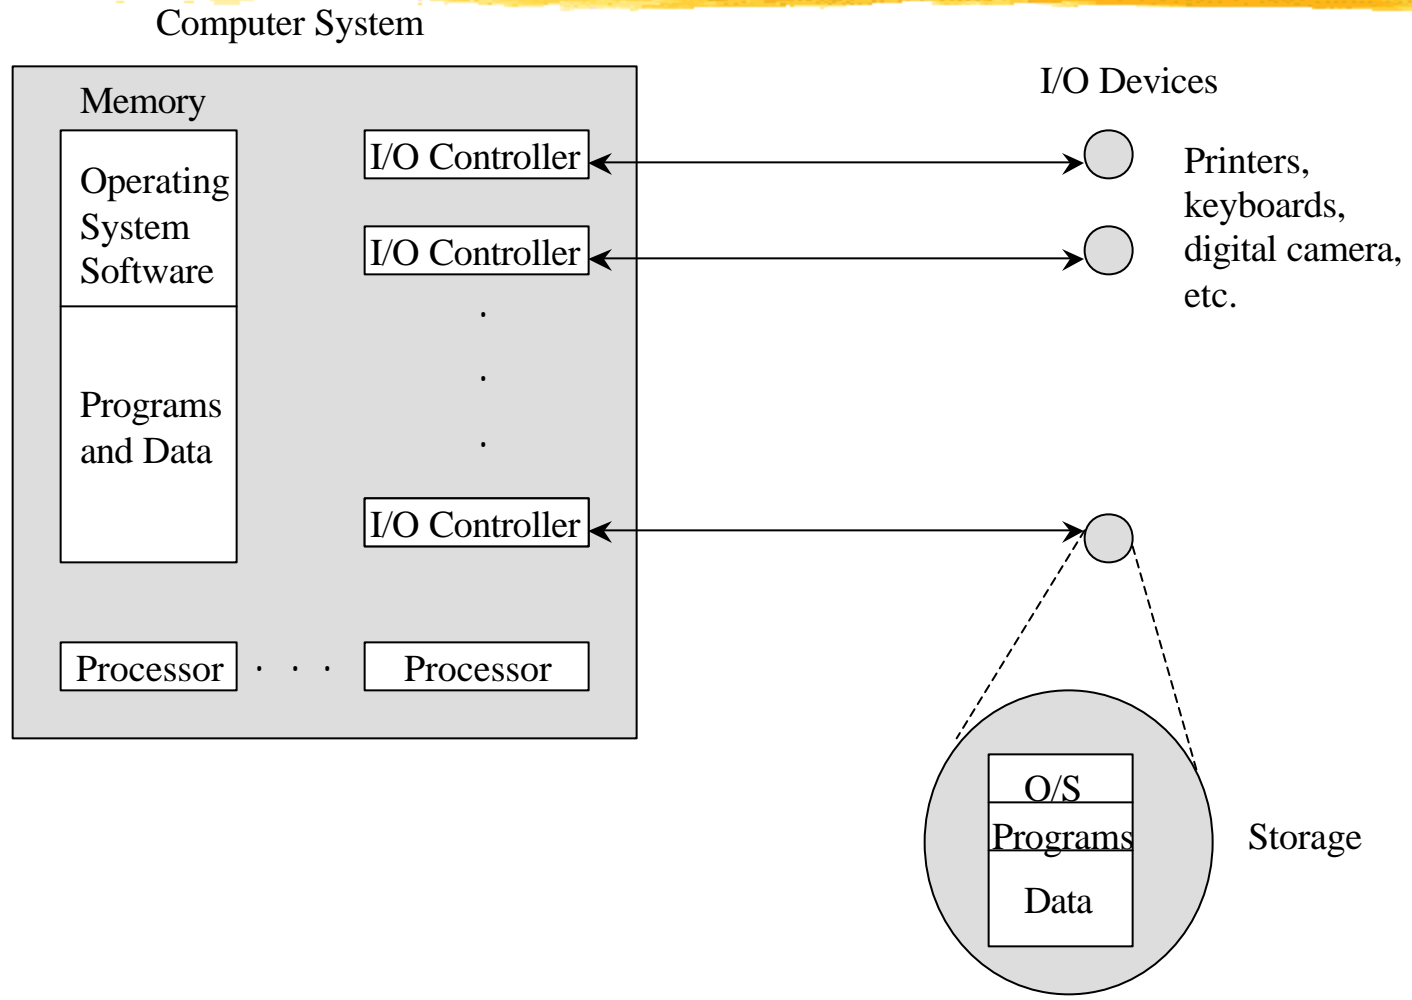 Computer System
Memory
Operating
System
Software
Programs
and Data
I/O Controller
I/O Controller
.
.
.
I/O Controller
Processor
. . .
Processor
I/O Devices
Printers,
keyboards,
digital camera,
etc.
O/S
Programs
Data
Storage